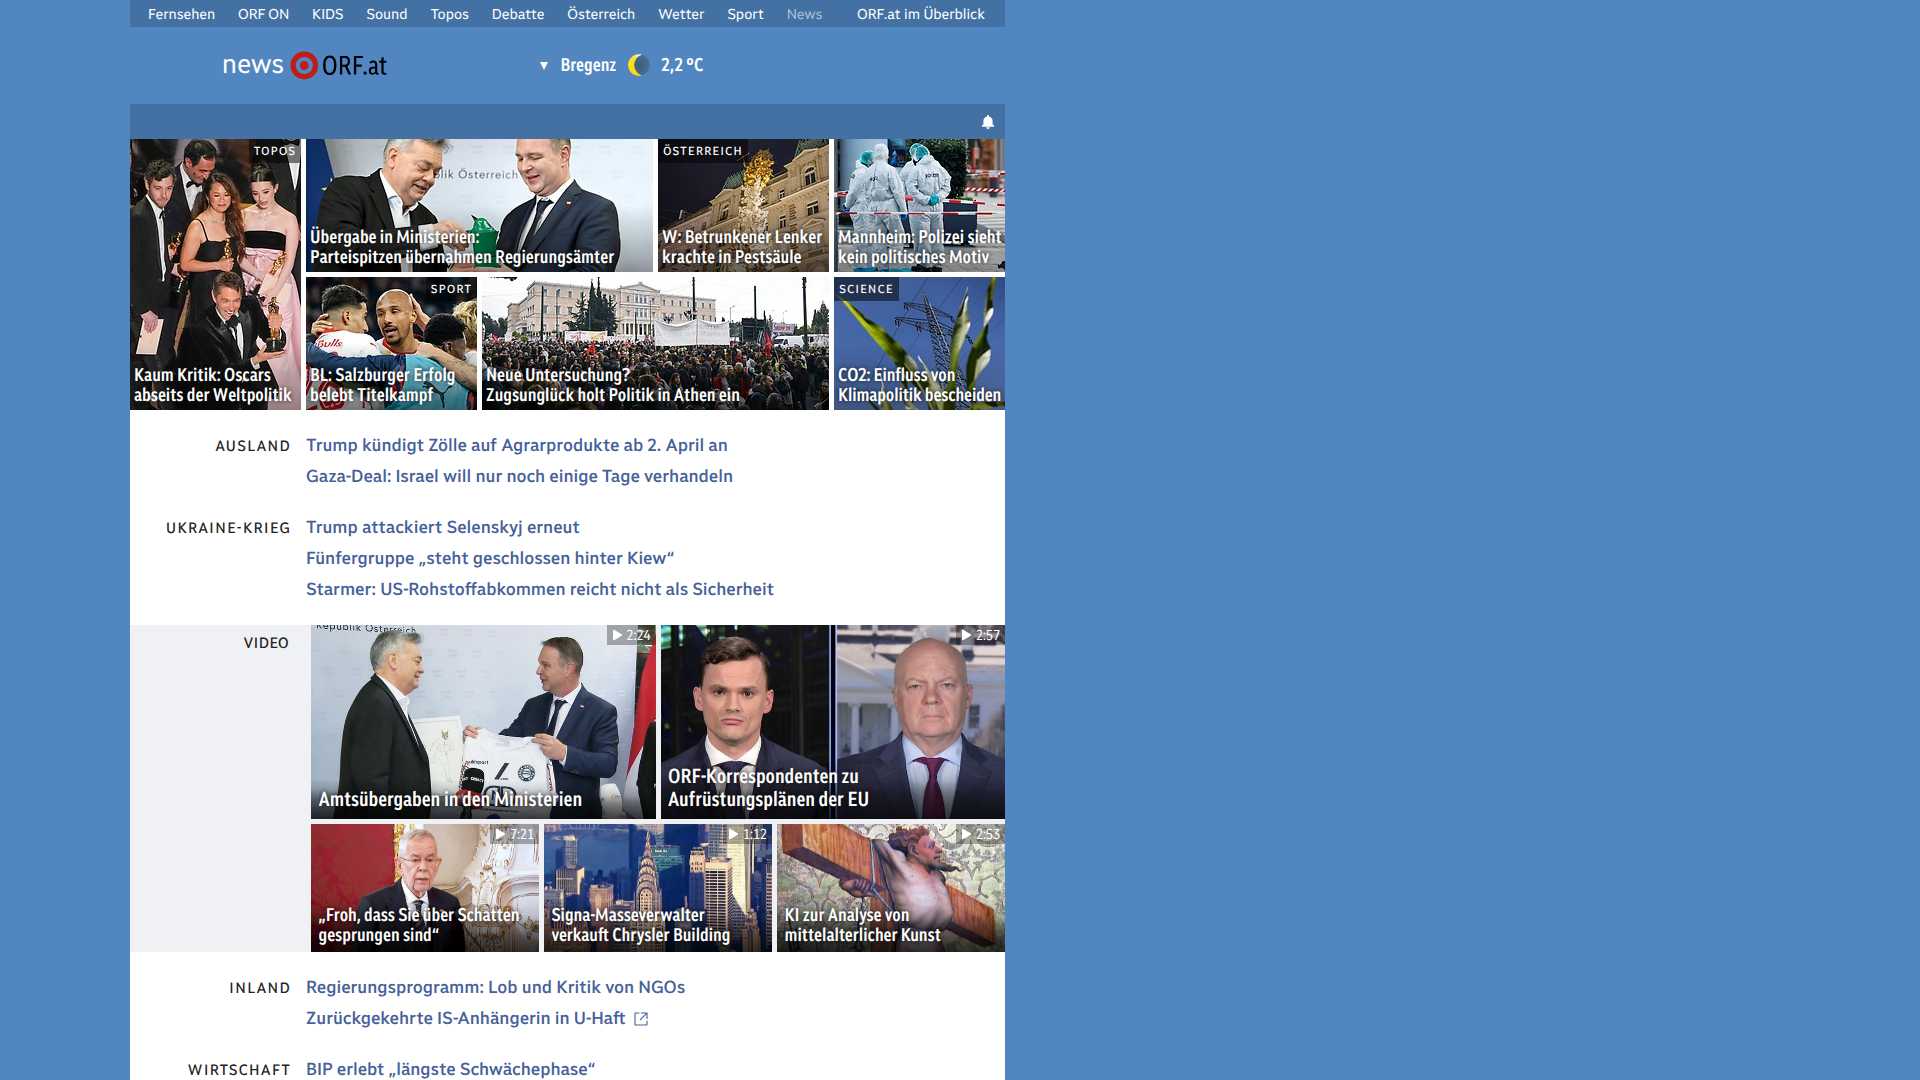 Fernsehen ORF ON KIDS Sound Topos Debatte Österreich Wetter Sport News ORF.at im Überblick
news ORF.at
Bregenz 2,2 °C
TOPOS
Kaum Kritik: Oscars
abseits der Weltpolitik
blik Österreich
Übergabe in Ministerien:
Parteispitzen übernahmen Regierungsämter
ÖSTERREICH
W: Betrunkener Lenker
krachte in Pestsäule
Mannheim: Polizei sieht
kein politisches Motiv
SPORT
BL: Salzburger Erfolg
belebt Titelkampf
Neue Untersuchung?
Zugsunglück holt Politik in Athen ein
SCIENCE
CO2: Einfluss von
Klimapolitik bescheiden
AUSLAND
Trump kündigt Zölle auf Agrarprodukte ab 2. April an
Gaza-Deal: Israel will nur noch einige Tage verhandeln
UKRAINE-KRIEG
Trump attackiert Selenskyj erneut
Fünfergruppe „steht geschlossen hinter Kiew“
Starmer: US-Rohstoffabkommen reicht nicht als Sicherheit
VIDEO
Republik Österreich
2:24
Amtsübergaben in den Ministerien
2:57
ORF-Korrespondenten zu
Aufrüstungsplänen der EU
7:21
„Froh, dass Sie über Schatten
gesprungen sind“
1:12
Signa-Masseverwalter
verkauft Chrysler Building
2:53
KI zur Analyse von
mittelalterlicher Kunst
INLAND
Regierungsprogramm: Lob und Kritik von NGOs
Zurückgekehrte IS-Anhängerin in U-Haft
WIRTSCHAFT
BIP erlebt „längste Schwächephase“